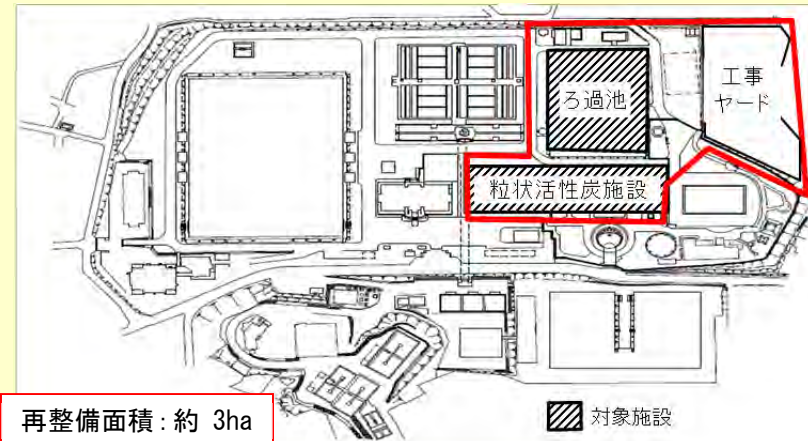 ろ過池
工事
ヤード
粒状活性炭施設
再整備面積：約 3ha
対象施設